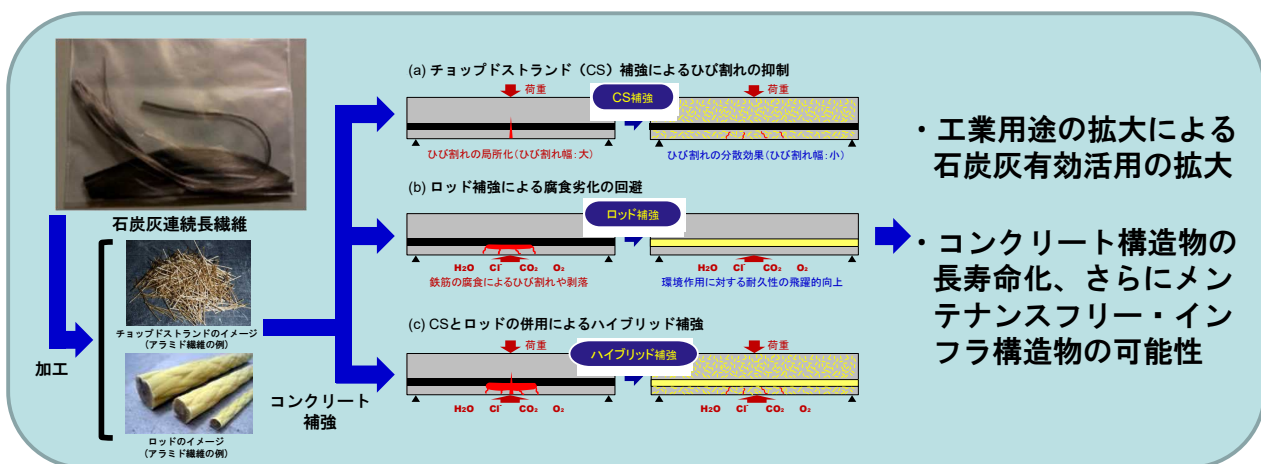 石炭灰連続長繊維
加工
チョップドストランドのイメージ
(アラミド繊維の例)
ロッドのイメージ
(アラミド繊維の例)
コンクリート
補強
(a) チョップドストランド（CS）補強によるひび割れの抑制
荷重
CS補強
荷重
ひび割れの局所化(ひび割れ幅:大)
ひび割れの分散効果(ひび割れ幅:小)
(b) ロッド補強による腐食劣化の回避
ロッド補強
H₂O Cl⁻ CO₂ O₂
H₂O Cl⁻ CO₂ O₂
鉄筋の腐食によるひび割れや剥落
環境作用に対する耐久性の飛躍的向上
(c) CSとロッドの併用によるハイブリッド補強
荷重
ハイブリッド補強
荷重
H₂O Cl⁻ CO₂ O₂
H₂O Cl⁻ CO₂ O₂
・工業用途の拡大による
石炭灰有効活用の拡大
・コンクリート構造物の
長寿命化、さらにメン
テナンスフリー・イン
フラ構造物の可能性